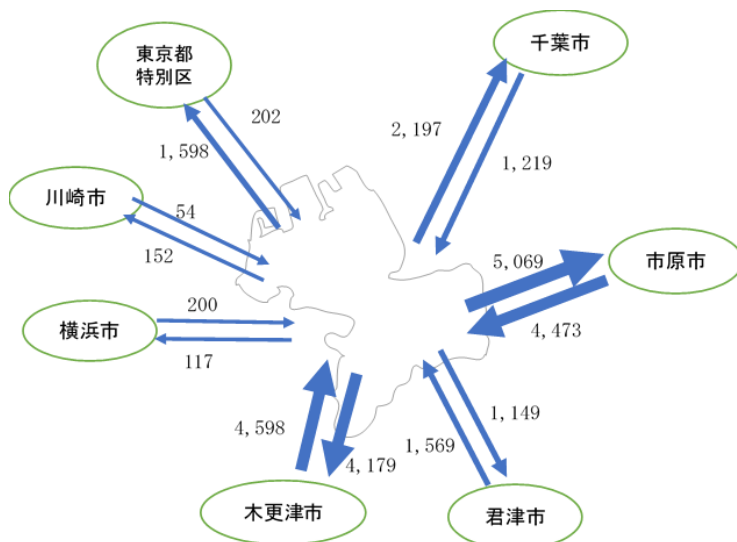 東京都
特別区
202
1,598
千葉市
2,197
1,219
川崎市
54
152
市原市
5,069
4,473
横浜市
200
117
木更津市
4,598
4,179
君津市
1,149
1,569